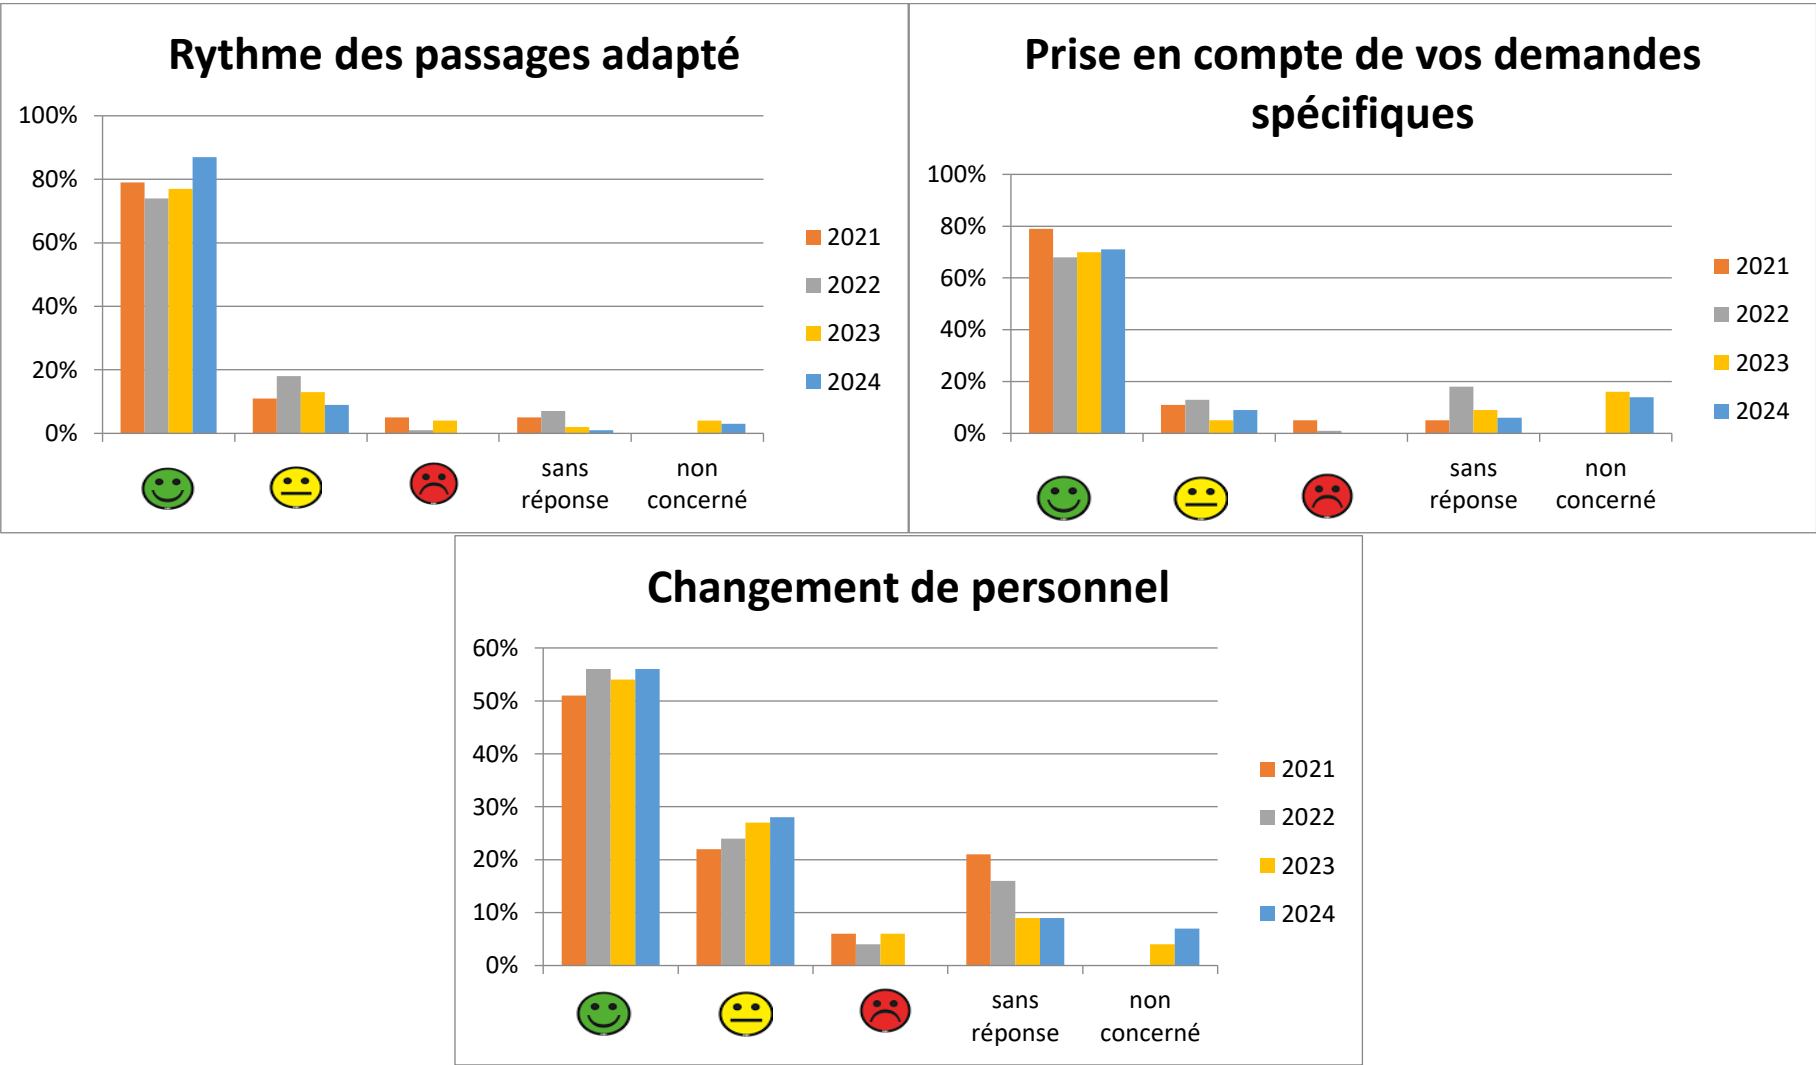 Rythme des passages adapté
100%
80%
60%
40%
20%
0%
sans
réponse
non
concerné
2021
2022
2023
2024
Prise en compte de vos demandes
spécifiques
100%
80%
60%
40%
20%
0%
sans
réponse
non
concerné
2021
2022
2023
2024
Changement de personnel
60%
50%
40%
30%
20%
10%
0%
sans
réponse
non
concerné
2021
2022
2023
2024